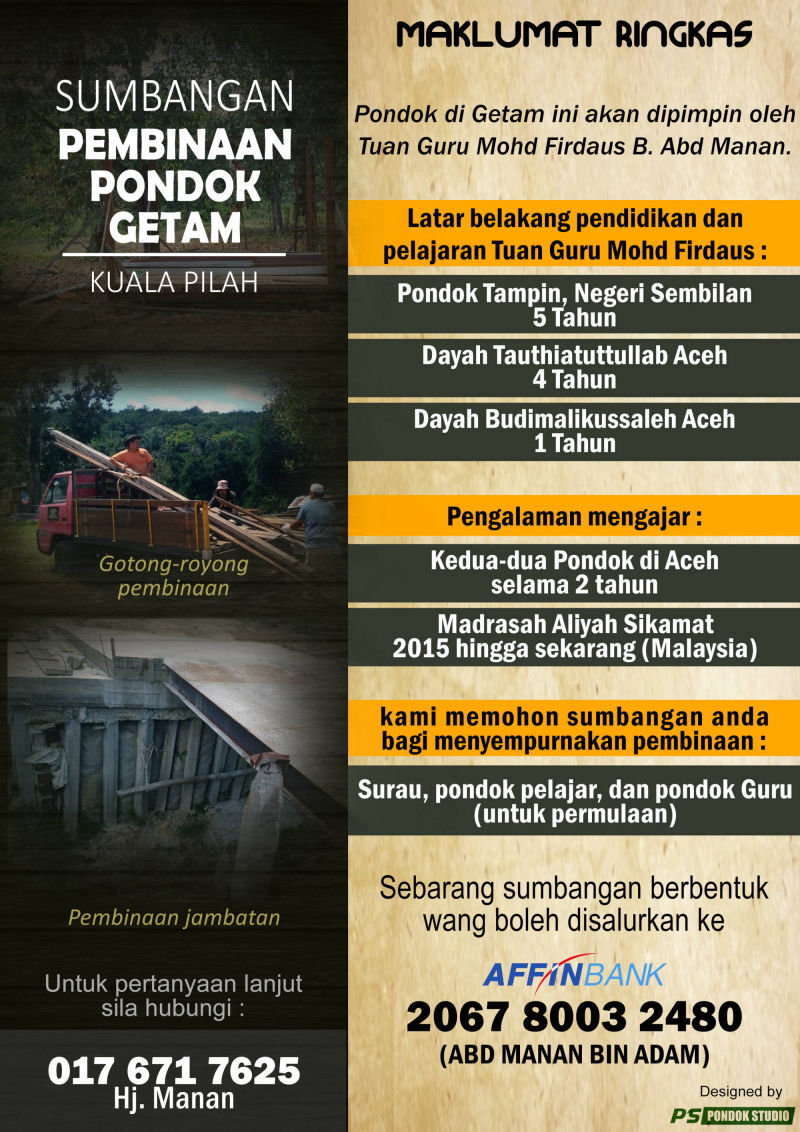 SUMBANGAN
PEMBINAAN
PONDOK
GETAM
KUALA PILAH
Gotong-royong
pembinaan
Pembinaan jambatan
Untuk pertanyaan lanjut
sila hubungi :
017 671 7625
Hj. Manan
MAKLUMAT RINGKAS
Pondok di Getam ini akan dipimpin oleh
Tuan Guru Mohd Firdaus B. Abd Manan.
Latar belakang pendidikan dan
pelajaran Tuan Guru Mohd Firdaus :
Pondok Tampin, Negeri Sembilan
5 Tahun
Dayah Tauthiatuttullab Aceh
4 Tahun
Dayah Budimalikussaleh Aceh
1 Tahun
Pengalaman mengajar :
Kedua-dua Pondok di Aceh
selama 2 tahun
Madrasah Aliyah Sikamat
2015 hingga sekarang (Malaysia)
kami memohon sumbangan anda
bagi menyempurnakan pembinaan :
Surau, pondok pelajar, dan pondok Guru
(untuk permulaan)
Sebarang sumbangan berbentuk
wang boleh disalurkan ke
AFFINBANK
2067 8003 2480
(ABD MANAN BIN ADAM)
Designed by
PS PONDOK STUDIO